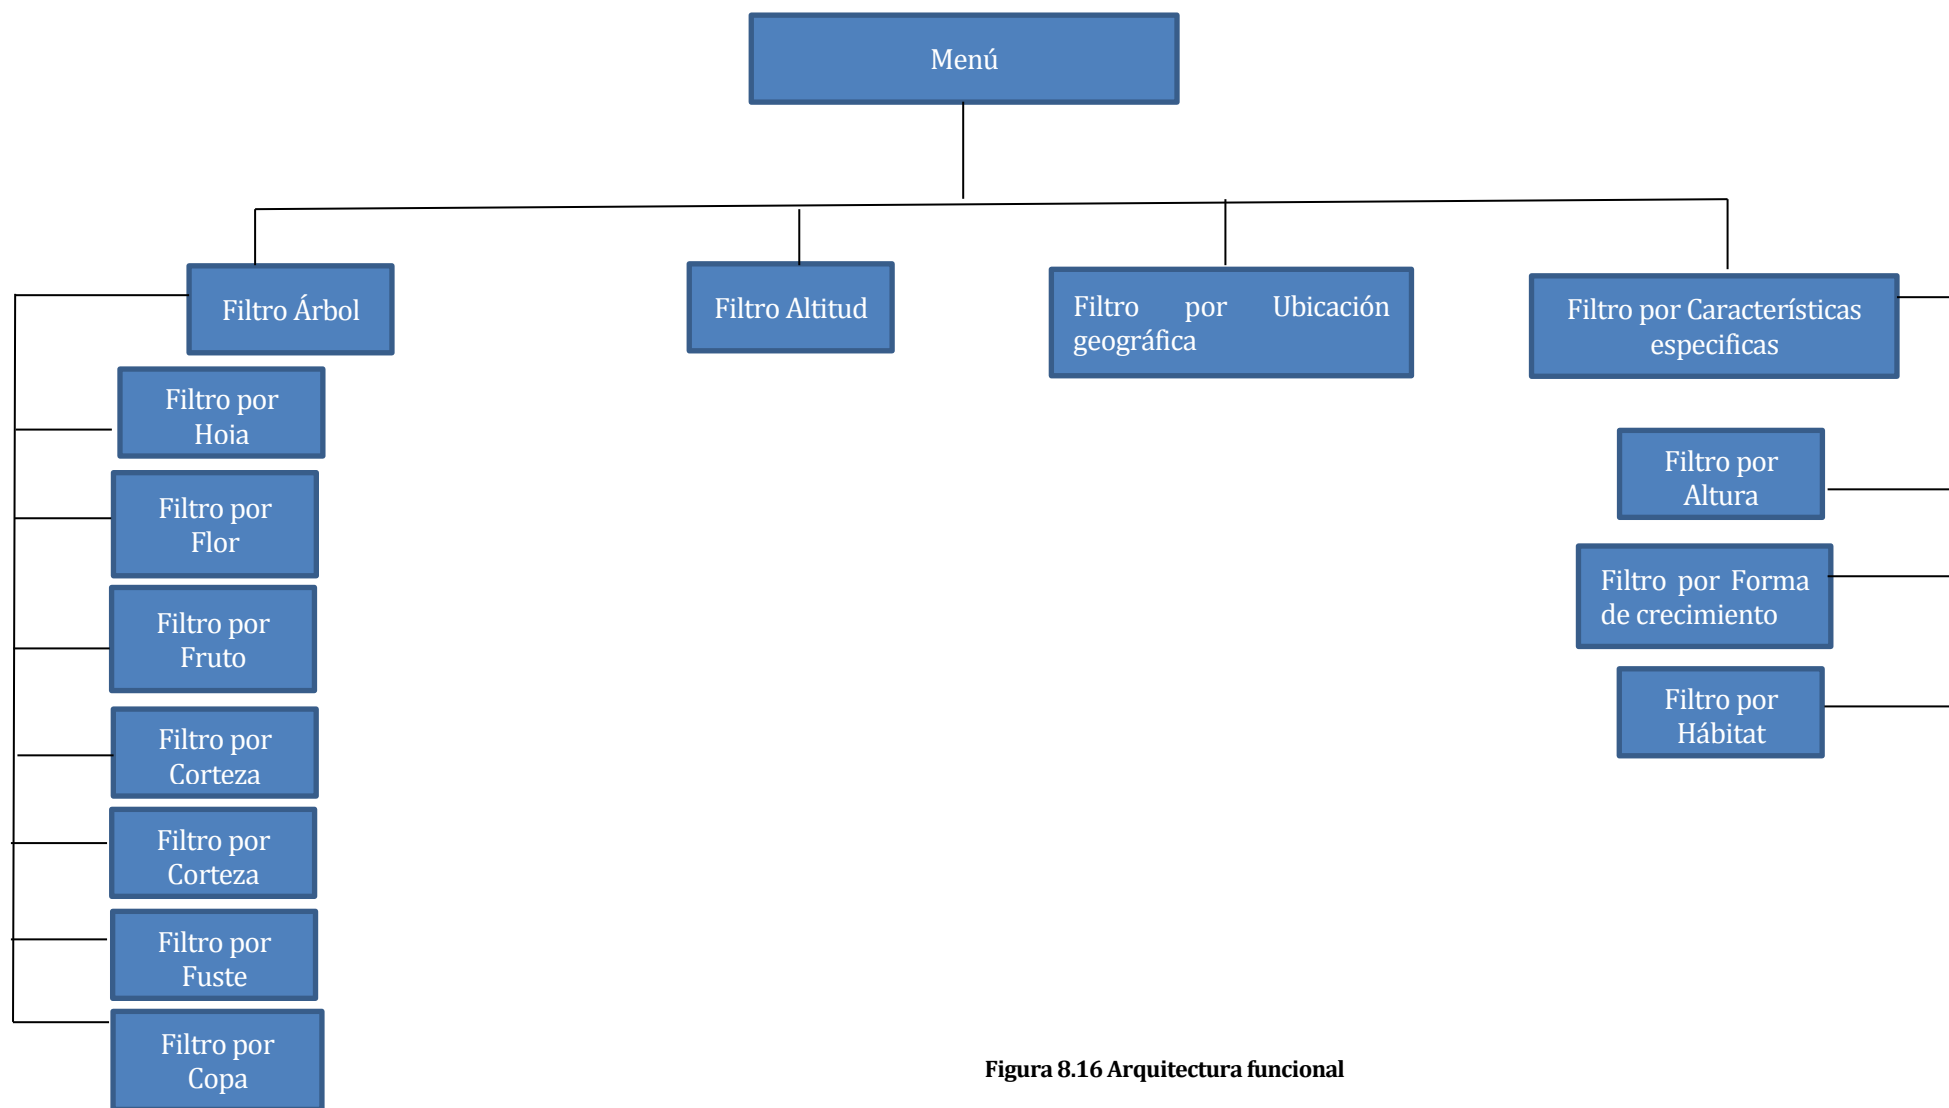 Menú
Filtro Árbol
Filtro Altitud
Filtro por Ubicación
geográfica
Filtro por Característicsas
especificas
Filtro por
Hoja
Filtro por
Flor
Filtro por
Fruto
Filtro por
Corteza
Filtro por
Corteza
Filtro por
Fuste
Filtro por
Copa
Filtro por
Altura
Filtro por Forma
de crecimiento
Filtro por
Hábitat
Figura 8.16 Arquitectura funcional